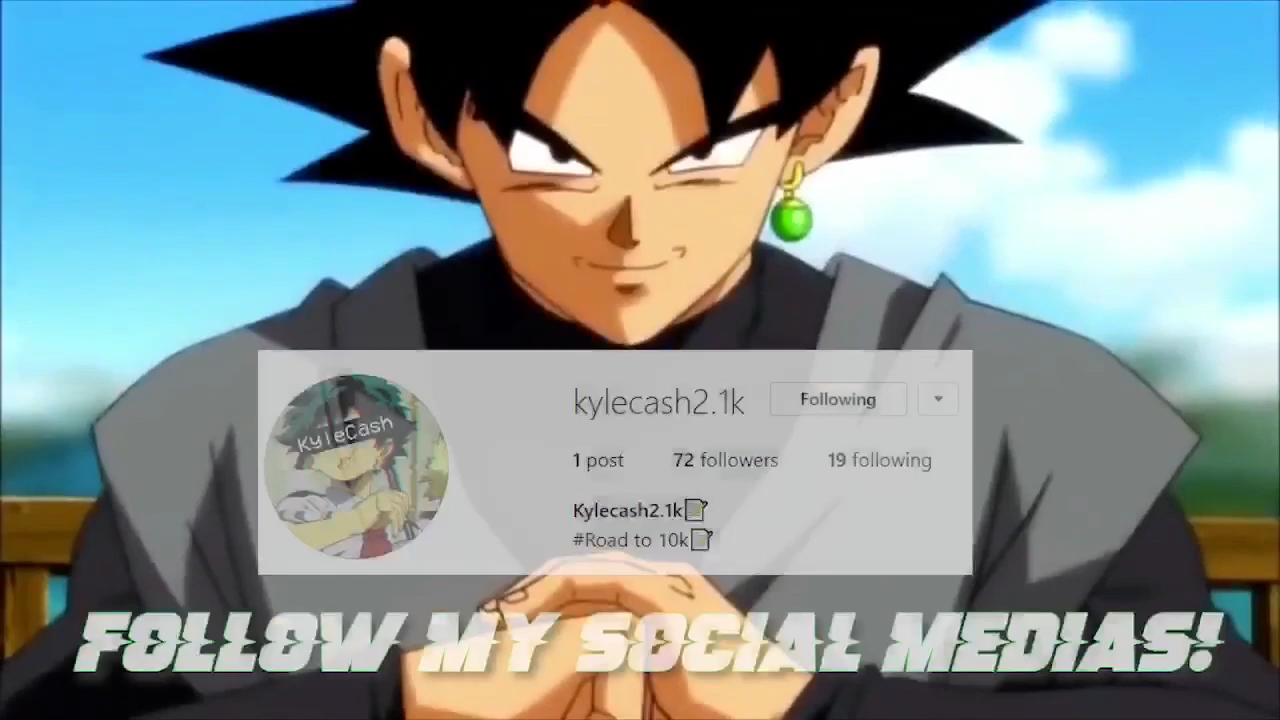 KyleCash
kylecash2.1k Following
1 post 72 followers 19 following
Kylecash2.1k📝
#Road to 10k📝
FOLLOW MY SOCIAL MEDIAS!